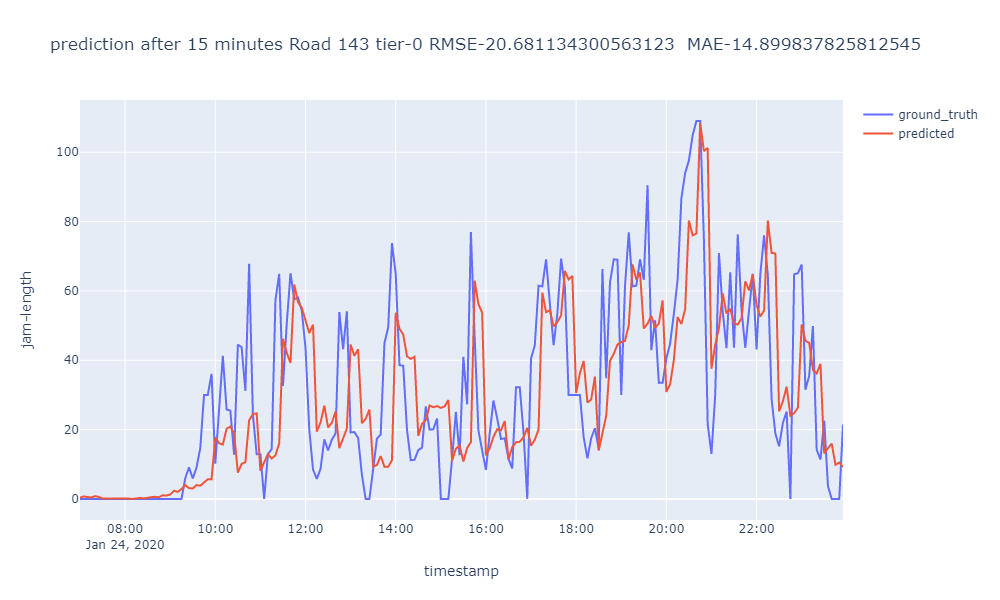 prediction after 15 minutes Road 143 tier-0 RMSE-20.681134300563123 MAE-14.899837825812545
ground_truth
predicted
100
80
60
40
20
0
jam-length
08:00 10:00 12:00 14:00 16:00 18:00 20:00 22:00
Jan 24, 2020
timestamp